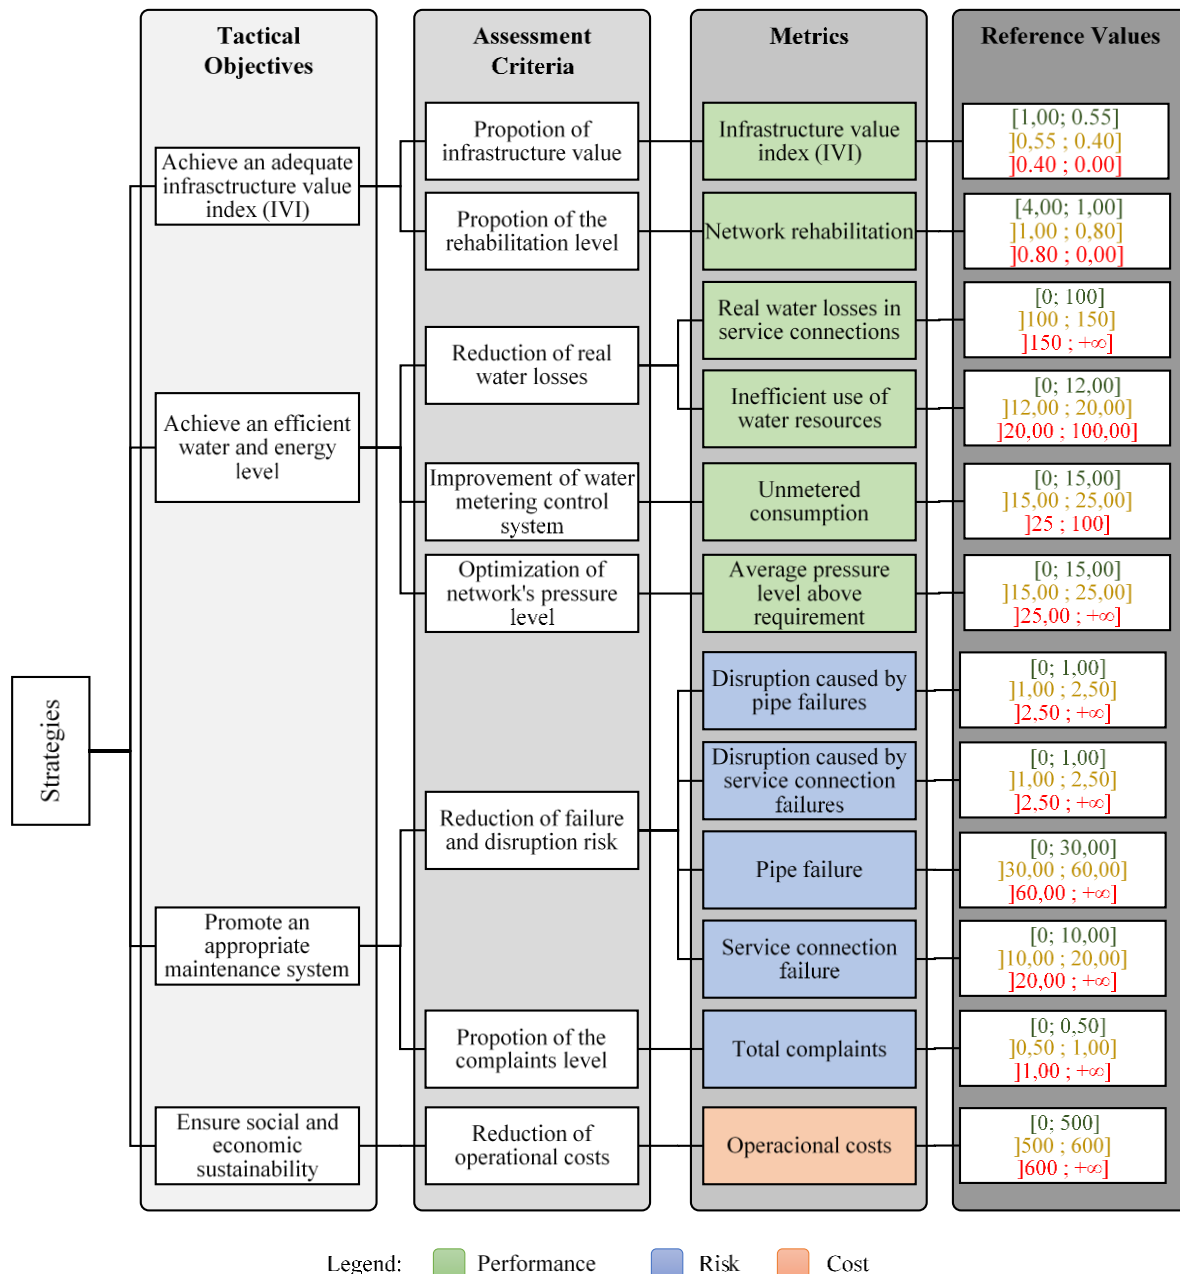 Tactical
Objectives
Assessment
Criteria
Metrics
Reference Values
Strategies
Achieve an adequate
infrasctructure value
index (IVI)
Propotion of
infrastructure value
Infrastructure value
index (IVI)
[1,00; 0.55]
]0,55 ; 0.40]
]0.40 ; 0.00]
Propotion of the
rehabilitation level
Network rehabilitation
[4,00; 1,00]
]1,00 ; 0,80]
]0.80 ; 0,00]
Achieve an efficient
water and energy
level
Reduction of real
water losses
Real water losses in
service connections
[0; 100]
]100 ; 150]
]150 ; +∞]
Inefficient use of
water resources
[0; 12,00]
]12,00 ; 20,00]
]20,00 ; 100,00]
Improvement of water
metering control
system
Unmetered
consumption
[0; 15,00]
]15,00 ; 25,00]
]25 ; 100]
Optimization of
network's pressure
level
Average pressure
level above
requirement
[0; 15,00]
]15,00 ; 25,00]
]25,00 ; +∞]
Promote an
appropriate
maintenance system
Reduction of failure
and disruption risk
Disruption caused by
pipe failures
[0; 1,00]
]1,00 ; 2,50]
]2,50 ; +∞]
Disruption caused by
service connection
failures
[0; 1,00]
]1,00 ; 2,50]
]2,50 ; +∞]
Pipe failure
[0; 30,00]
]30,00 ; 60,00]
]60,00 ; +∞]
Service connection
failure
[0; 10,00]
]10,00 ; 20,00]
]20,00 ; +∞]
Propotion of the
complaints level
Total complaints
[0; 0,50]
]0,50 ; 1,00]
]1,00 ; +∞]
Ensure social and
economic
sustainability
Reduction of
operational costs
Operacional costs
[0; 500]
]500 ; 600]
]600 ; +∞]
Legend:
Performance
Risk
Cost